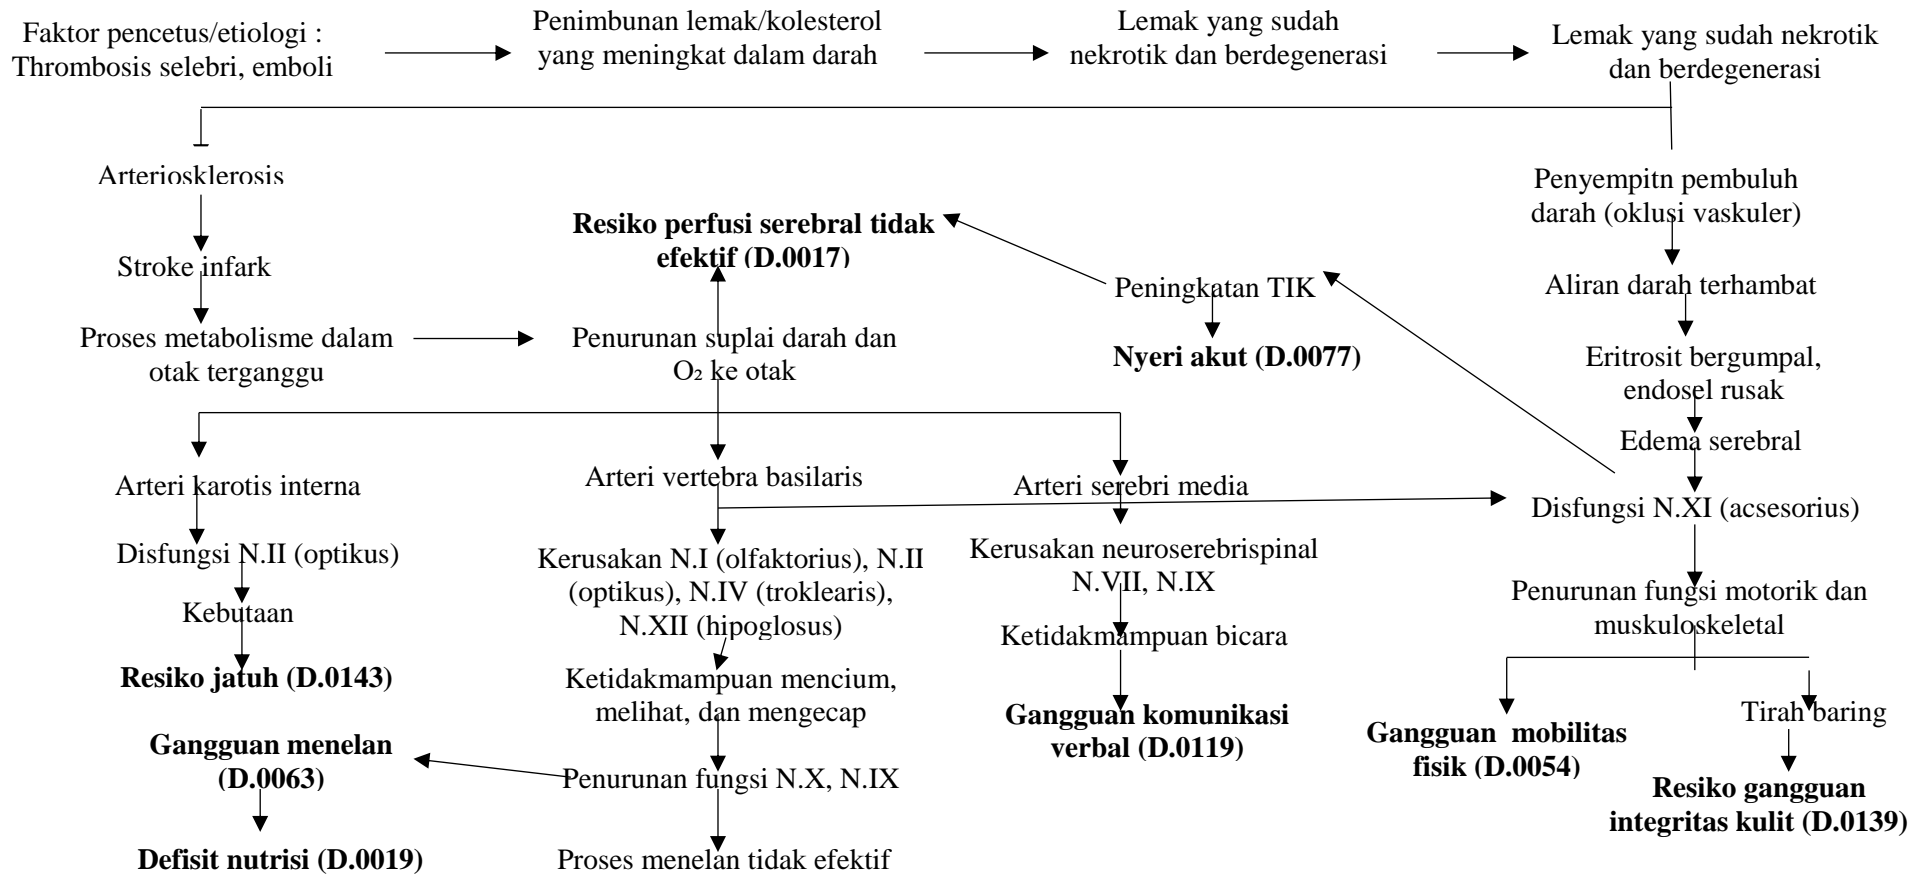 Faktor pencetus/etiologi :
Thrombosis selebri, emboli
Penimbunan lemak/kolesterol
yang meningkat dalam darah
Lemak yang sudah
nekrotik dan berdegenerasi
Lemak yang sudah nekrotik
dan berdegenerasi
Arteriosklerosis
Penyempitn pembuluh
darah (oklusi vaskuler)
Resiko perfusi serebral tidak
efektif (D.0017)
Stroke infark
Peningkatan TIK
Aliran darah terhambat
Proses metabolisme dalam
otak terganggu
Penurunan suplai darah dan
O₂ ke otak
Nyeri akut (D.0077)
Eritrosit bergumpal,
endosel rusak
Edema serebral
Arteri karotis interna
Arteri vertebra basilaris
Arteri serebri media
Disfungsi N.XI (acsesorius)
Disfungsi N.II (optikus)
Kerusakan N.I (olfaktorius), N.II
(optikus), N.IV (troklearis),
N.XII (hipoglosus)
Kerusakan neuroserebrispinal
N.VII, N.IX
Penurunan fungsi motorik dan
muskuloskeletal
Kebutaan
Ketidakmampuan bicara
Resiko jatuh (D.0143)
Ketidakmampuan mencium,
melihat, dan mengecap
Gangguan komunikasi
verbal (D.0119)
Gangguan  mobilitas
fisik (D.0054)
Tirah baring
Gangguan menelan
(D.0063)
Penurunan fungsi N.X, N.IX
Resiko gangguan
integritas kulit (D.0139)
Defisit nutrisi (D.0019)
Proses menelan tidak efektif